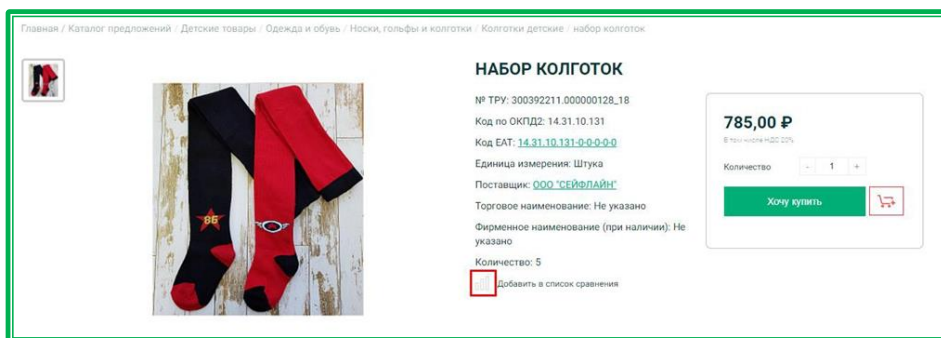 Главная / Каталог предложений / Детские товары / Одежда и обувь / Носки, гольфы и колготки / Колготки детские / набор колготок
НАБОР КОЛГОТОК
№ ТРУ: 300392211.000000128_18
Код по ОКПД2: 14.31.10.131
Код ЕАТ: 14.31.10.131-0-0-0-0-0
Единица измерения: Штука
Поставщик: ООО "СЕЙФЛАЙН"
Торговое наименование: Не указано
Фирменное наименование (при наличии): Не
указано
Количество: 5
Добавить в список сравнения
785,00 ₽
В том числе НДС 20%
Количество - 1 +
Хочу купить
86